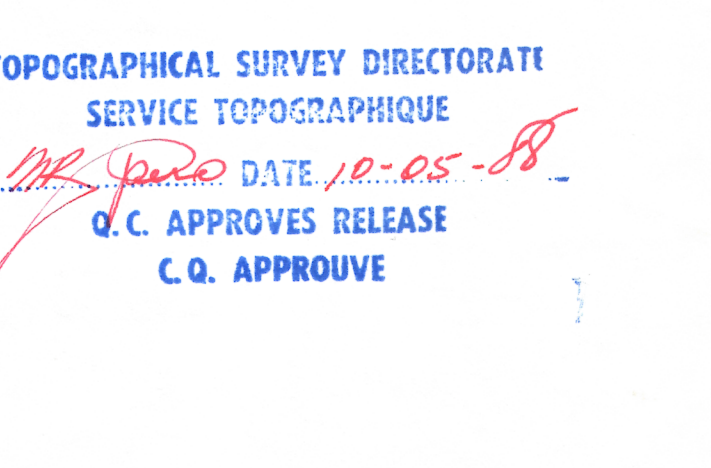 TOPOGRAPHICAL SURVEY DIRECTORATE
SERVICE TOPOGRAPHIQUE
DATE 10-05-88
Q.C. APPROVES RELEASE
C.Q. APPROUVE